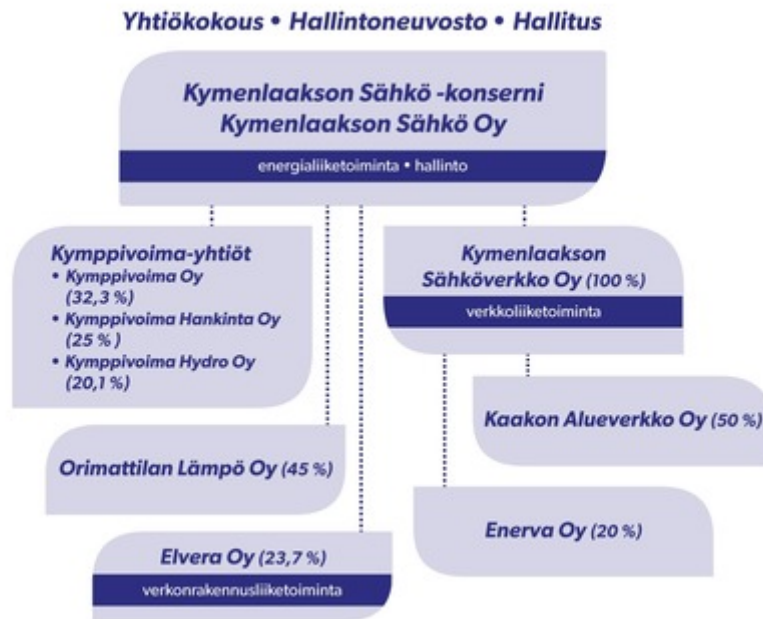 Yhtiökokous • Hallintoneuvosto • Hallitus
Kymenlaakson Sähkö -konserni
Kymenlaakson Sähkö Oy
energialiiketoiminta • hallinto
Kymppivoima-yhtiöt
• Kymppivoima Oy
(32,3 %)
• Kymppivoima Hankinta Oy
(25 %)
• Kymppivoima Hydro Oy
(20,1 %)
Kymenlaakson
Sähköverkko Oy (100 %)
verkkoliiketoiminta
Kaakon Alueverkko Oy (50 %)
Orimattilan Lämpö Oy (45 %)
Enerva Oy (20 %)
Elvera Oy (23,7 %)
verkonrakennusliiketoiminta